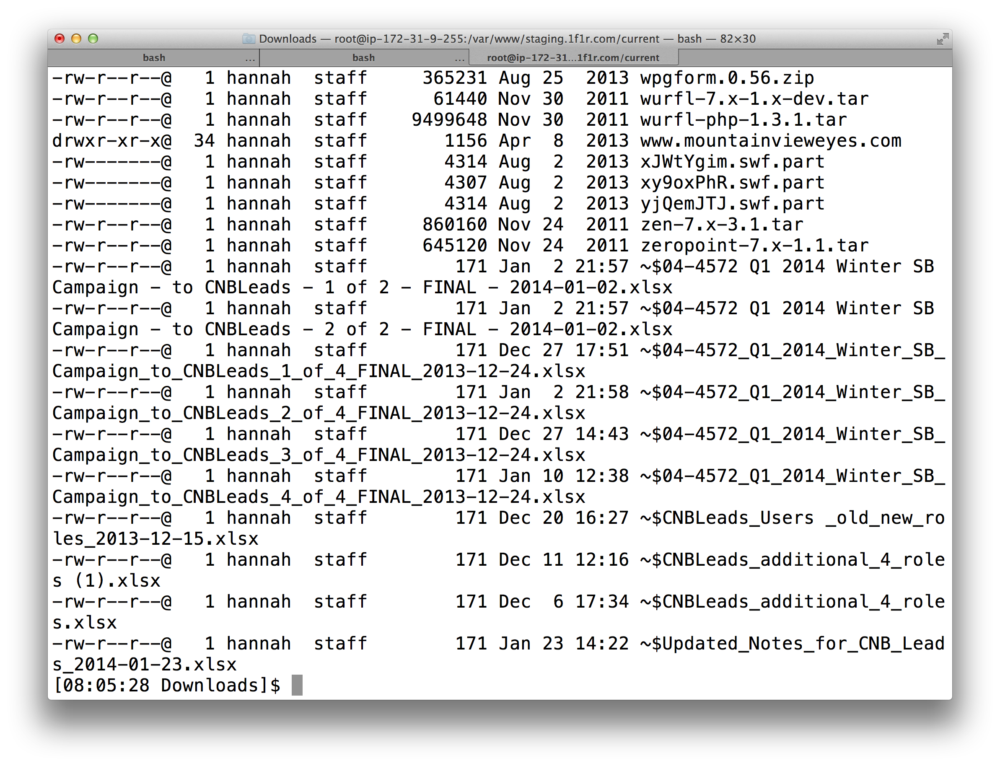 Downloads — root@ip-172-31-9-255:/var/www/staging.1f1r.com/current — bash — 82×30
bash ... bash ... root@ip-172-31...1f1r.com/current
-rw-r--r--@   1 hannah  staff     365231 Aug 25  2013 wpgform.0.56.zip
-rw-r--r--@   1 hannah  staff      61440 Nov 30  2011 wurfl-7.x-1.x-dev.tar
-rw-r--r--@   1 hannah  staff    9499648 Nov 30  2011 wurfl-php-1.3.1.tar
drwxr-xr-x@  34 hannah  staff       1156 Apr  8  2013 www.mountainvieweyes.com
-rw-------@   1 hannah  staff       4314 Aug  2  2013 xJWtYgim.swf.part
-rw-------@   1 hannah  staff       4307 Aug  2  2013 xy9oxPhR.swf.part
-rw-------@   1 hannah  staff       4314 Aug  2  2013 yjQemJTJ.swf.part
-rw-r--r--@   1 hannah  staff     860160 Nov 24  2011 zen-7.x-3.1.tar
-rw-r--r--@   1 hannah  staff     645120 Nov 24  2011 zeropoint-7.x-1.1.tar
-rw-r--r--@   1 hannah  staff        171 Jan  2 21:57 ~$04-4572 Q1 2014 Winter SB
Campaign - to CNBLeads - 1 of 2 - FINAL - 2014-01-02.xlsx
-rw-r--r--@   1 hannah  staff        171 Jan  2 21:57 ~$04-4572 Q1 2014 Winter SB
Campaign - to CNBLeads - 2 of 2 - FINAL - 2014-01-02.xlsx
-rw-r--r--@   1 hannah  staff        171 Dec 27 17:51 ~$04-4572_Q1_2014_Winter_SB_
Campaign_to_CNBLeads_1_of_4_FINAL_2013-12-24.xlsx
-rw-r--r--@   1 hannah  staff        171 Jan  2 21:58 ~$04-4572_Q1_2014_Winter_SB_
Campaign_to_CNBLeads_2_of_4_FINAL_2013-12-24.xlsx
-rw-r--r--@   1 hannah  staff        171 Dec 27 14:43 ~$04-4572_Q1_2014_Winter_SB_
Campaign_to_CNBLeads_3_of_4_FINAL_2013-12-24.xlsx
-rw-r--r--@   1 hannah  staff        171 Jan 10 12:38 ~$04-4572_Q1_2014_Winter_SB_
Campaign_to_CNBLeads_4_of_4_FINAL_2013-12-24.xlsx
-rw-r--r--@   1 hannah  staff        171 Dec 20 16:27 ~$CNBLeads_Users _old_new_ro
les_2013-12-15.xlsx
-rw-r--r--@   1 hannah  staff        171 Dec 11 12:16 ~$CNBLeads_additional_4_role
s (1).xlsx
-rw-r--r--@   1 hannah  staff        171 Dec  6 17:34 ~$CNBLeads_additional_4_role
s.xlsx
-rw-r--r--@   1 hannah  staff        171 Jan 23 14:22 ~$Updated_Notes_for_CNB_Lead
s_2014-01-23.xlsx
[08:05:28 Downloads]$